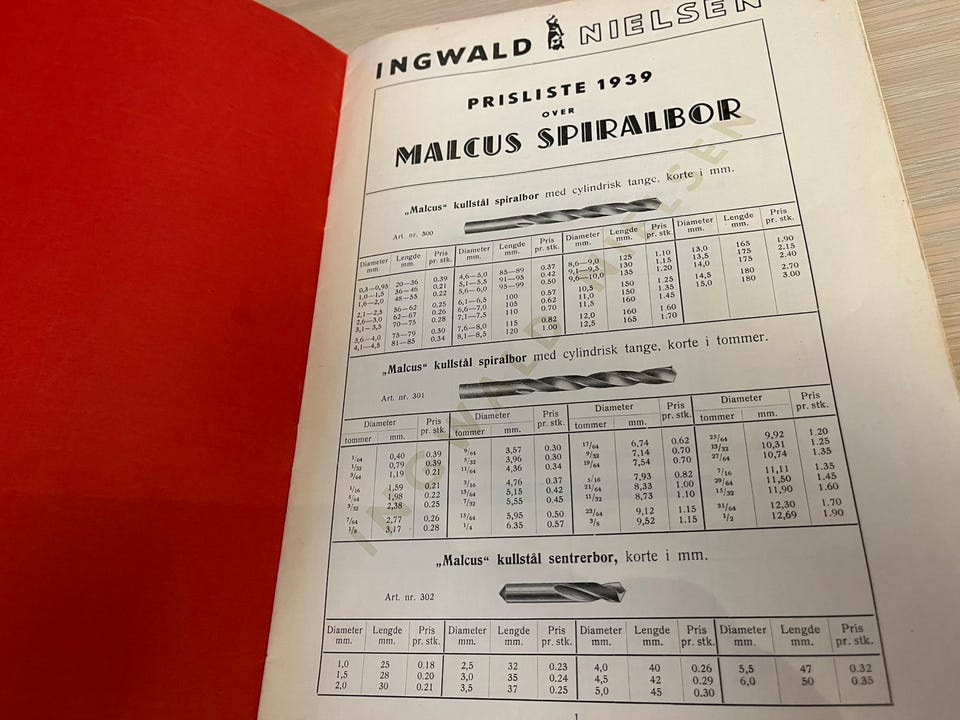 INGWALD NIELSEN
PRISLISTE 1939
OVER
MALCUS SPIRALBOR
„Malcus“ kullstål spiralbor med cylindrisk tange, korte i mm.
Art. nr. 300
Diameter mm. Lengde mm. Pris pr. stk. Diameter mm. Lengde mm. Pris pr. stk. Diameter mm. Lengde mm. Pris pr. stk. Diameter mm. Lengde mm. Pris pr. stk.
0,3–0,95 20—36 0.39 4,6—5,0 85—89 0.37 8,6—9,0 125 1.10 13,0 165 1.90
1,0—1,5 36—46 0.21 5,1—5,5 91—95 0.42 9,1—9,5 130 1.15 13,5 175 2.15
1,6—2,0 48—55 0.22 5,6—6,0 95—99 0.50 9,6—10,0 135 1.20 14,0 175 2.40
2,1—2,5 56—62 0.25 6,1—6,5 100 0.57 10,5 150 1.25 14,5 180 2.70
2,6—3,0 62—67 0.26 6,6—7,0 105 0.62 11,0 150 1.35 15,0 180 3.00
3,1—3,5 70—75 0.28 7,1—7,5 110 0.70 11,5 160 1.45
3,6—4,0 75—79 0.30 7,6—8,0 115 0.82 12,0 160 1.60
4,1—4,5 81—85 0.34 8,1—8,5 120 1.00 12,5 165 1.70
„Malcus“ kullstål spiralbor med cylindrisk tange, korte i tommer.
Art. nr. 301
Diameter Pris pr. stk. Diameter Pris pr. stk. Diameter Pris pr. stk. Diameter Pris pr. stk.
tommer mm. tommer mm. tommer mm. tommer mm.
1/64 0,40 0.39 9/64 3,57 0.30 17/64 6,74 0.62 25/64 9,92 1.20
1/32 0,79 0.39 5/32 3,96 0.30 9/32 7,14 0.70 13/32 10,31 1.25
3/64 1,19 0.21 11/64 4,36 0.34 19/64 7,54 0.70 27/64 10,74 1.35
1/16 1,59 0.21 3/16 4,76 0.37 5/16 7,93 0.82 7/16 11,11 1.35
5/64 1,98 0.22 13/64 5,15 0.42 21/64 8,33 1.00 29/64 11,50 1.45
3/32 2,38 0.25 7/32 5,55 0.45 11/32 8,73 1.10 15/32 11,90 1.60
7/64 2,77 0.26 15/64 5,95 0.50 23/64 9,12 1.15 31/64 12,30 1.70
1/8 3,17 0.28 1/4 6.35 0.57 3/8 9,52 1.15 1/2 12,69 1.90
„Malcus“ kullstål sentrerbor, korte i mm.
Art. nr. 302
Diameter mm. Lengde mm. Pris pr. stk. Diameter mm. Lengde mm. Pris pr. stk. Diameter mm. Lengde mm. Pris pr. stk. Diameter mm. Lengde mm. Pris pr. stk.
1,0 25 0.18 2,5 32 0.23 4,0 40 0.26 5,5 47 0.32
1,5 28 0.20 3,0 35 0.24 4,5 42 0.29 6,0 50 0.35
2,0 30 0.21 3,5 37 0.25 5,0 45 0.30
1
INGWALD NIELSEN